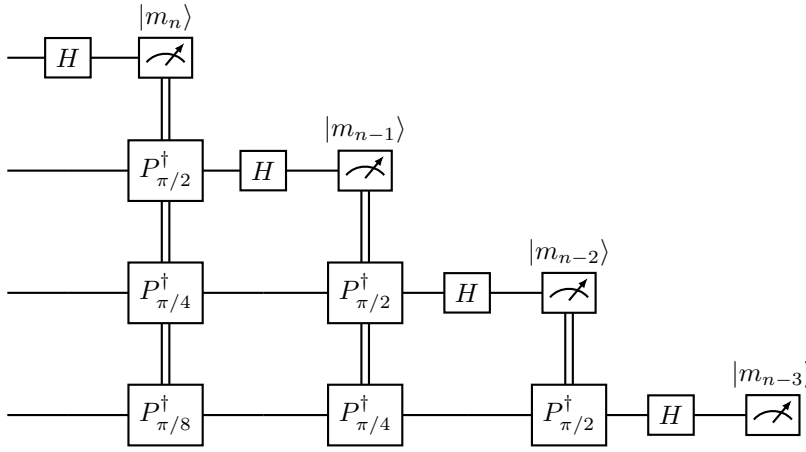 |m_n⟩
H
|m_{n−1}⟩
P†_{π/2} H
|m_{n−2}⟩
P†_{π/4} P†_{π/2} H
|m_{n−3}⟩
P†_{π/8} P†_{π/4} P†_{π/2} H